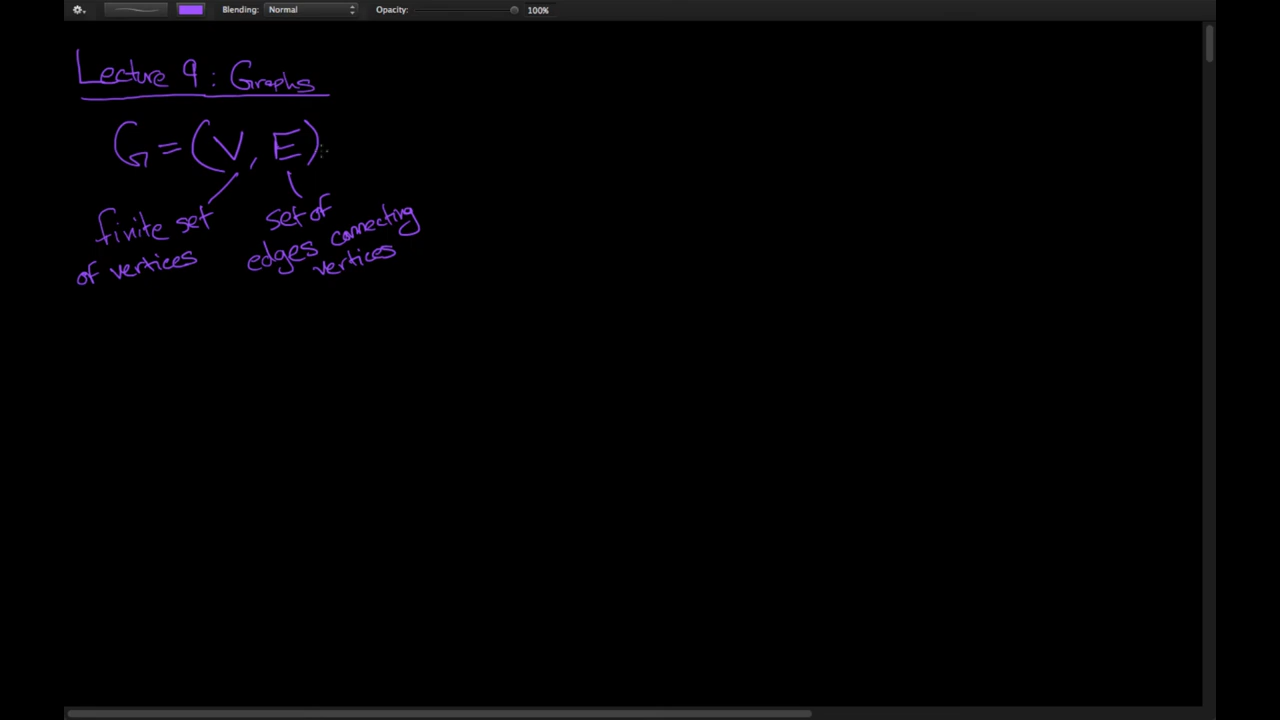 Blending: Normal Opacity: 100%
Lecture 9: Graphs
G = (V, E)
finite set
of vertices
set of
edges connecting
vertices